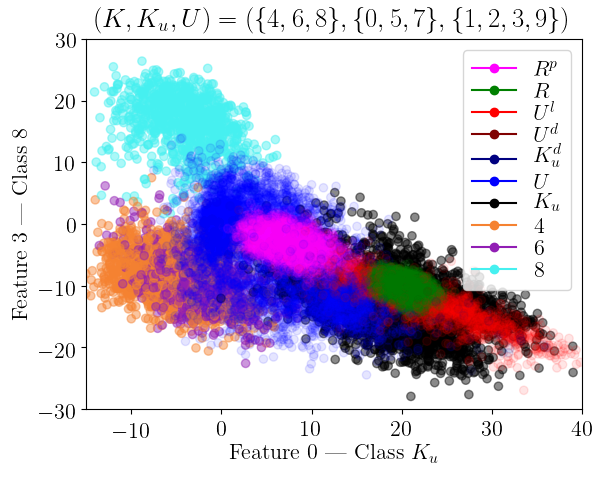 (K, K_u, U) = ({4, 6, 8}, {0, 5, 7}, {1, 2, 3, 9})
30
20
10
0
−10
−20
−30
Feature 3 — Class 8
R^p
R
U^l
U^d
K_u^d
U
K_u
4
6
8
−10
0
10
20
30
40
Feature 0 — Class K_u